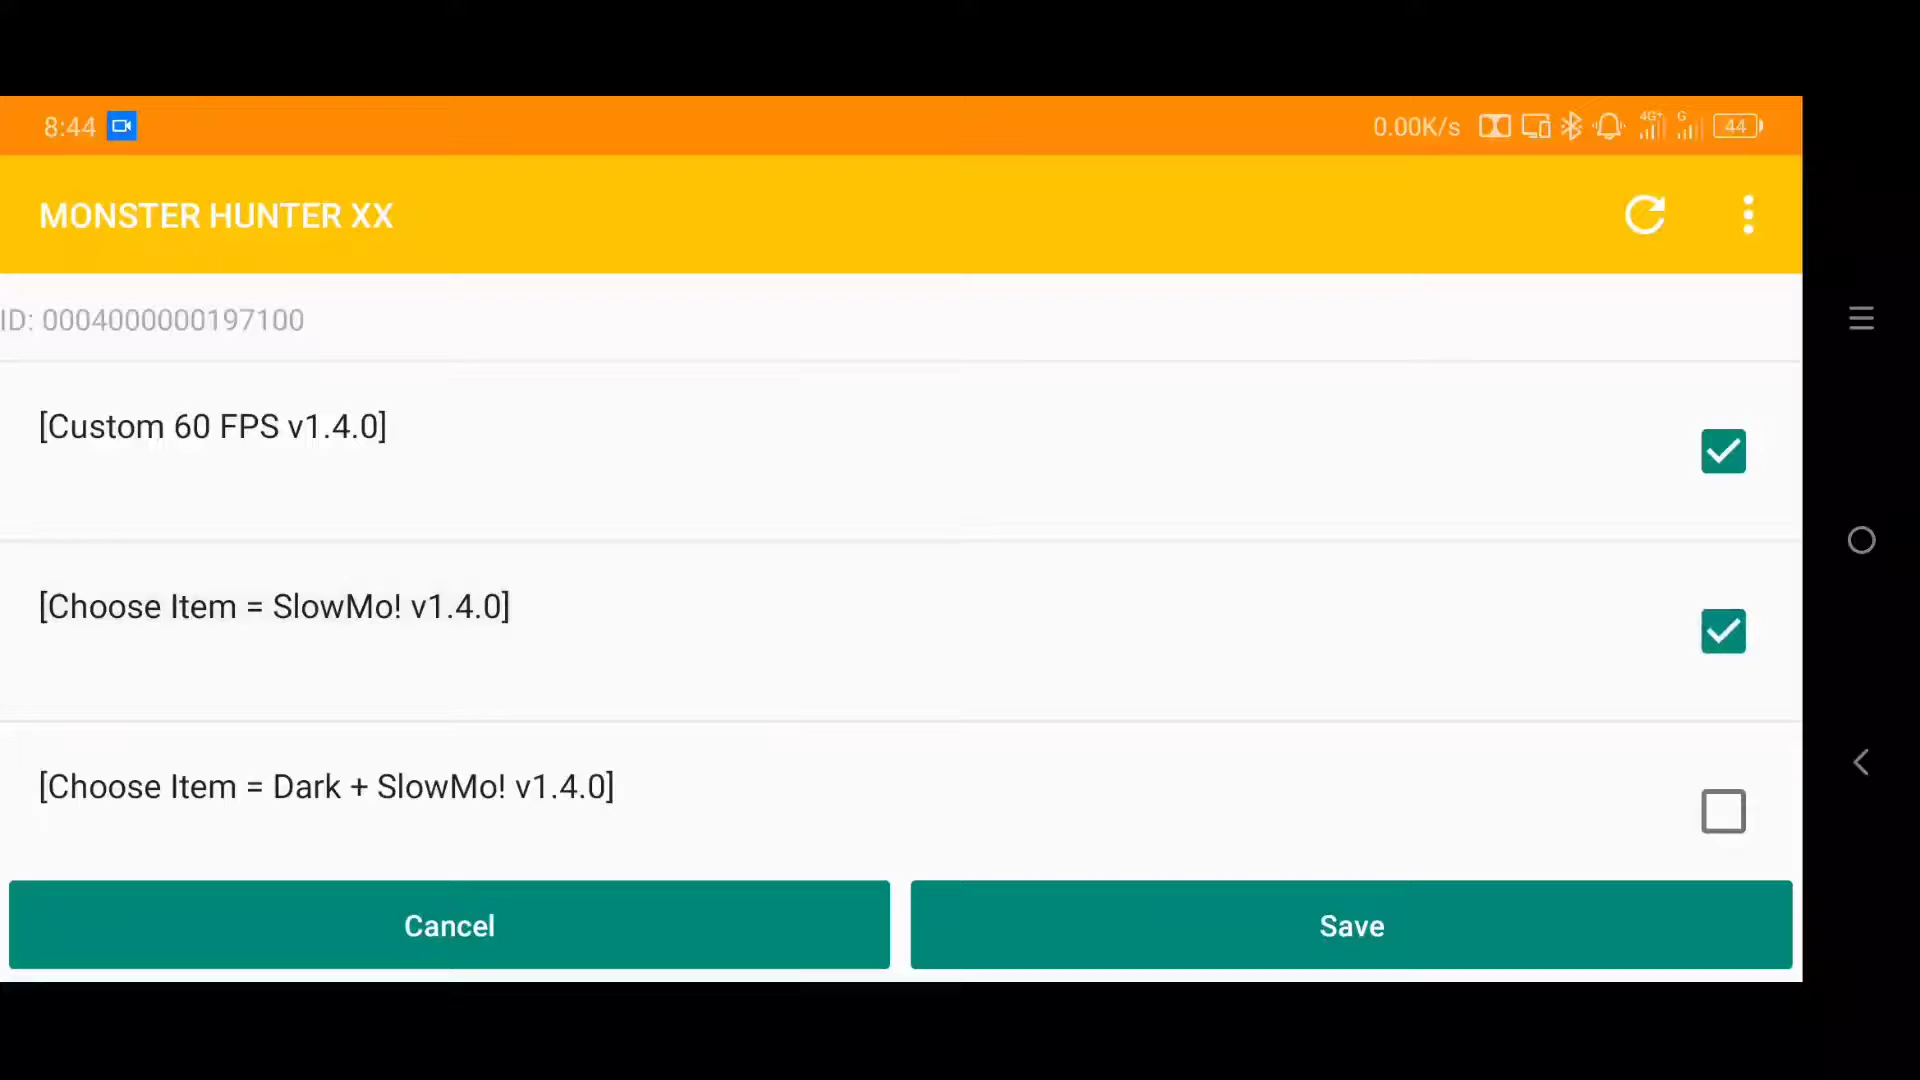 8:44
0.00K/s 4G+ G 44
MONSTER HUNTER XX
ID: 0004000000197100
[Custom 60 FPS v1.4.0]
[Choose Item = SlowMo! v1.4.0]
[Choose Item = Dark + SlowMo! v1.4.0]
Cancel Save